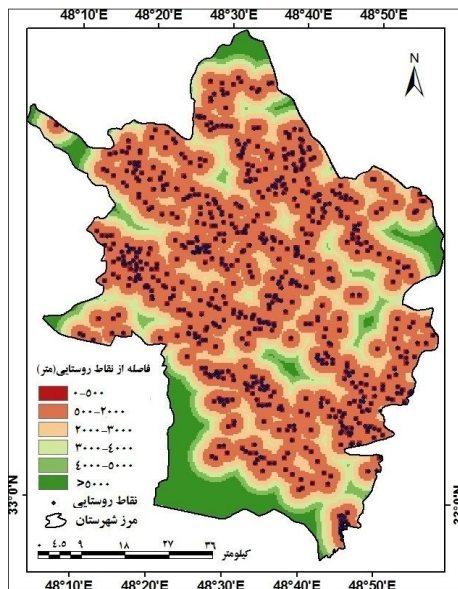 48°10'E 48°20'E 48°30'E 48°40'E 48°50'E
N
فاصله از نقاط روستایی(متر)
۰-۵۰۰
۵۰۰-۲۰۰۰
۲۰۰۰-۳۰۰۰
۳۰۰۰-۴۰۰۰
۴۰۰۰-۵۰۰۰
>۵۰۰۰
نقاط روستایی
مرز شهرستان
۰ ۴.۵ ۹ ۱۸ ۲۷ ۳۶
کیلومتر
33°0'N
33°0'N
48°10'E 48°20'E 48°30'E 48°40'E 48°50'E